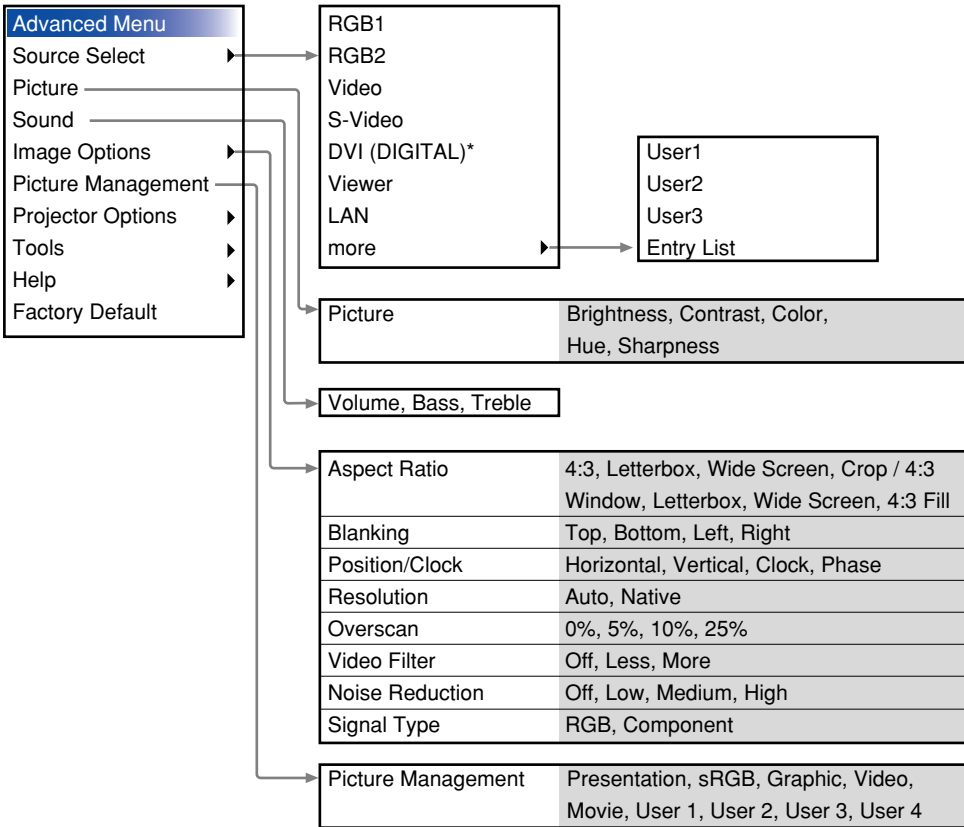 Advanced Menu
Source Select
Picture
Sound
Image Options
Picture Management
Projector Options
Tools
Help
Factory Default
RGB1
RGB2
Video
S-Video
DVI (DIGITAL)*
Viewer
LAN
more
User1
User2
User3
Entry List
Picture Brightness, Contrast, Color,
Hue, Sharpness
Volume, Bass, Treble
Aspect Ratio 4:3, Letterbox, Wide Screen, Crop / 4:3
Window, Letterbox, Wide Screen, 4:3 Fill
Blanking Top, Bottom, Left, Right
Position/Clock Horizontal, Vertical, Clock, Phase
Resolution Auto, Native
Overscan 0%, 5%, 10%, 25%
Video Filter Off, Less, More
Noise Reduction Off, Low, Medium, High
Signal Type RGB, Component
Picture Management Presentation, sRGB, Graphic, Video,
Movie, User 1, User 2, User 3, User 4